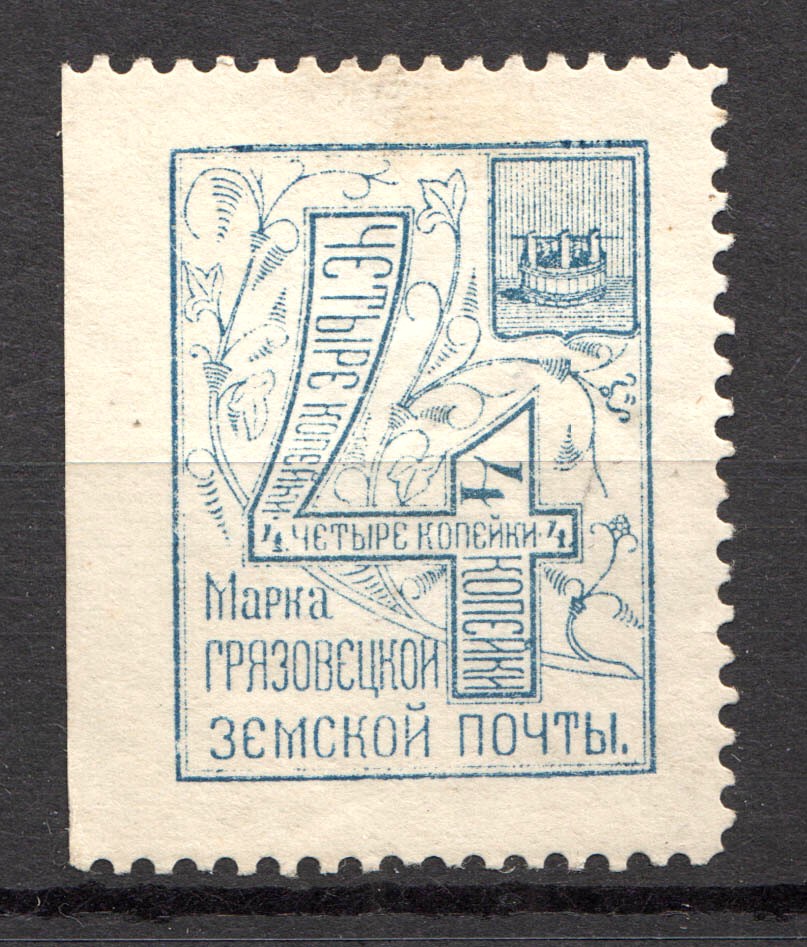 ЧЕТЫРЕ КОПЕЙКИ
4
4. ЧЕТЫРЕ КОПЕЙКИ. 4.
КОПЕЙКИ
Марка
ГРЯЗОВЕЦКОЙ
ЗЕМСКОЙ ПОЧТЫ.